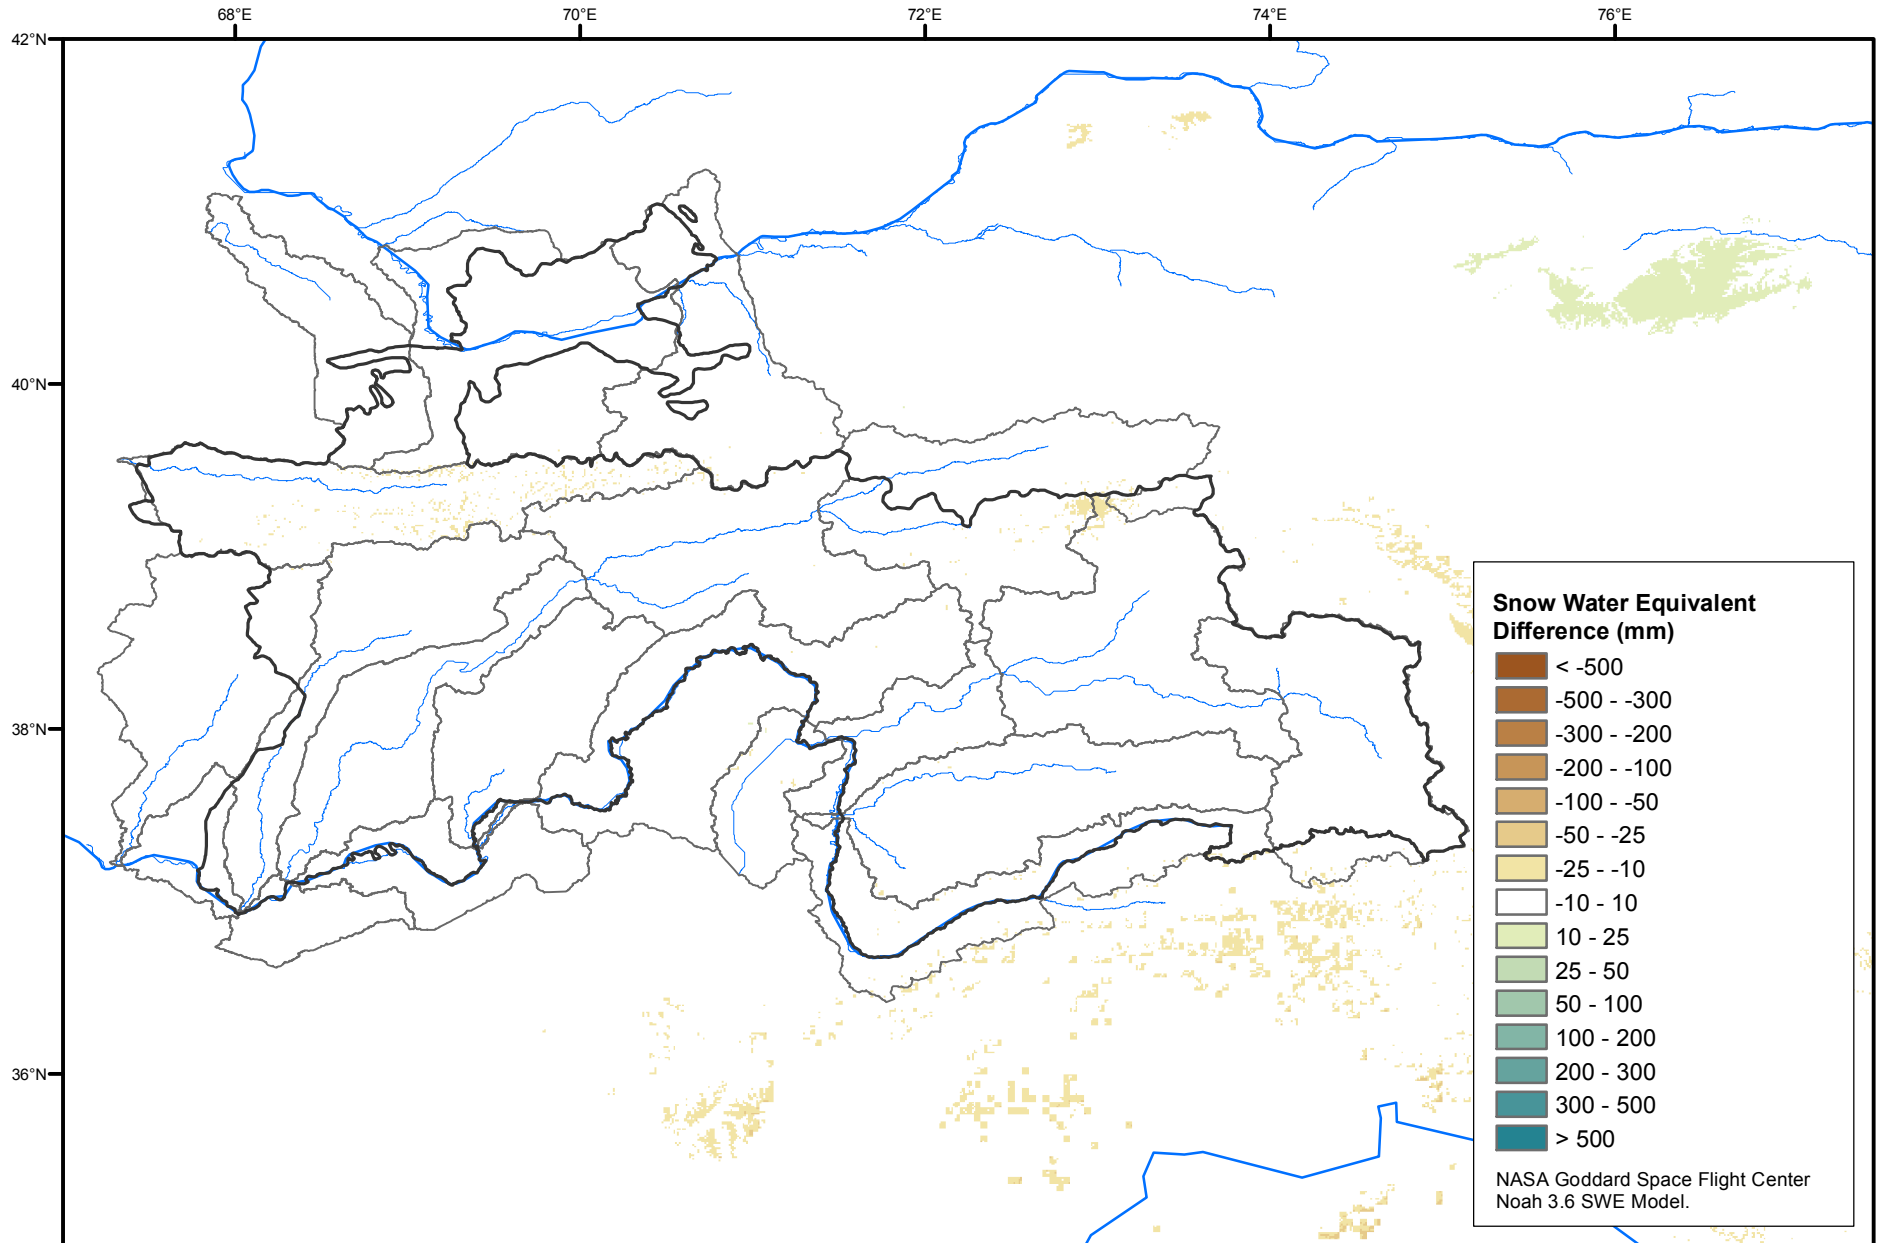 68°E
70°E
72°E
74°E
76°E
42°N
40°N
38°N
36°N
Snow Water Equivalent
Difference (mm)
< -500
-500 - -300
-300 - -200
-200 - -100
-100 - -50
-50 - -25
-25 - -10
-10 - 10
10 - 25
25 - 50
50 - 100
100 - 200
200 - 300
300 - 500
> 500
NASA Goddard Space Flight Center
Noah 3.6 SWE Model.